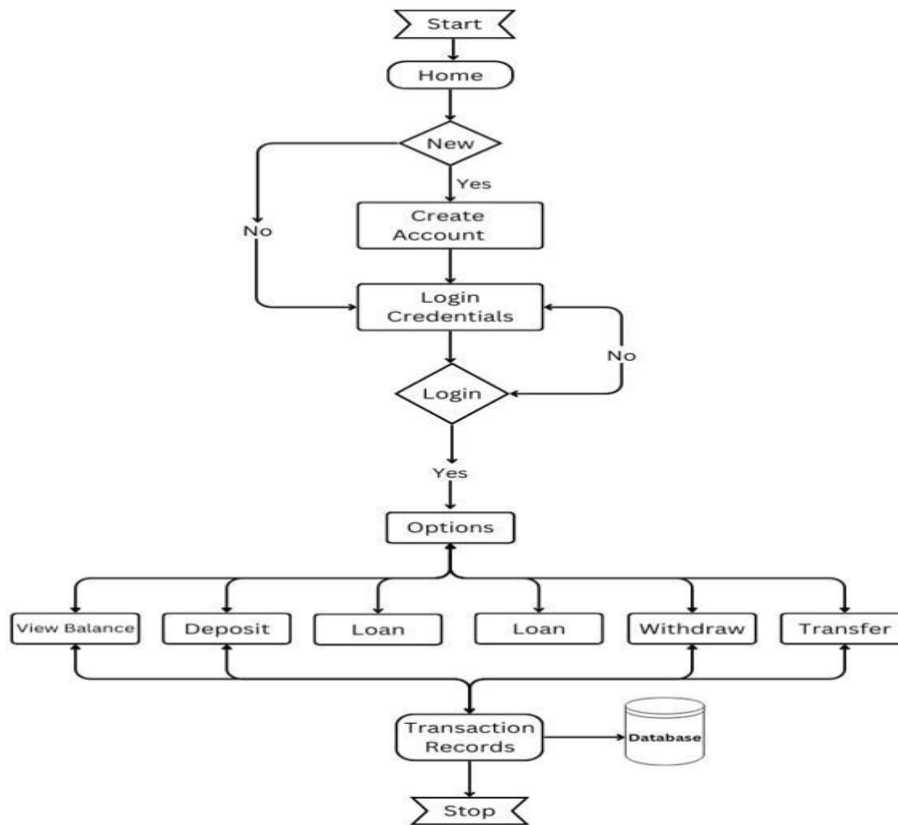 Start
Home
New
Yes
Create
Account
No
Login
Credentials
No
Login
Yes
Options
View Balance
Deposit
Loan
Loan
Withdraw
Transfer
Transaction
Records
Database
Stop